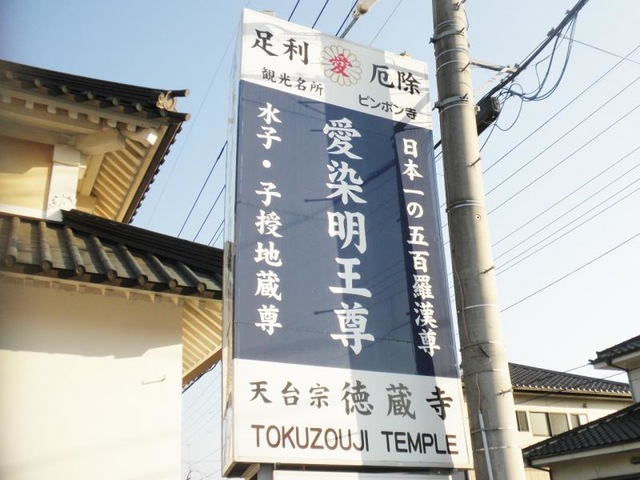 足利 愛 厄除
観光名所 ピンポン寺
日本一の五百羅漢尊
愛染明王尊
水子・子授地蔵尊
天台宗 徳蔵寺
TOKUZOUJI TEMPLE